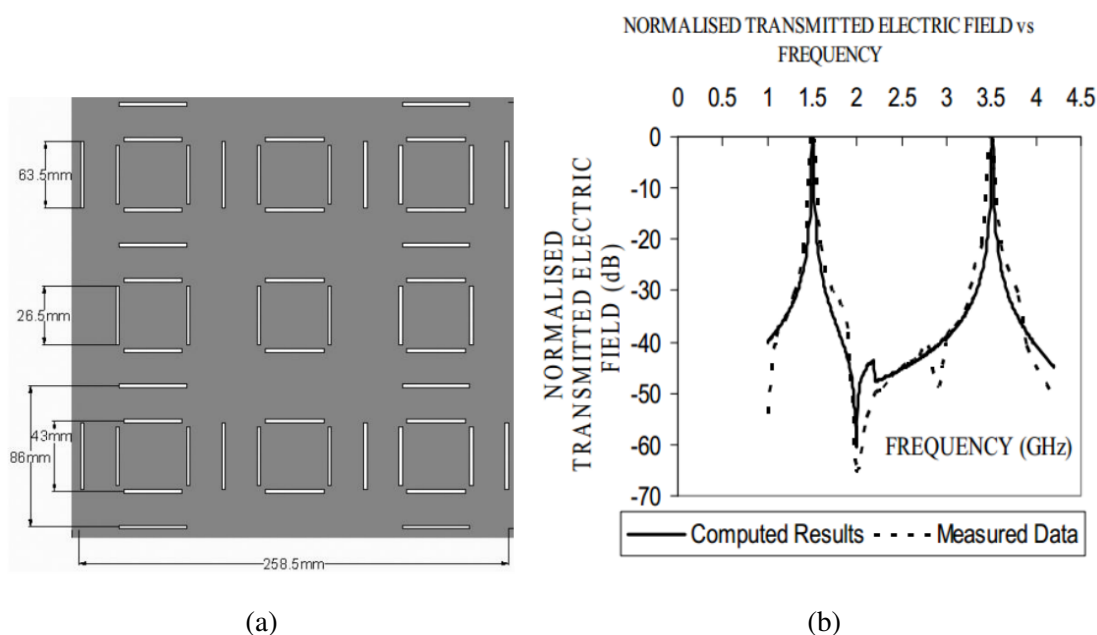 63.5mm
26.5mm
43mm
86mm
258.5mm
(a)
NORMALISED TRANSMITTED ELECTRIC FIELD vs
FREQUENCY
0 0.5 1 1.5 2 2.5 3 3.5 4 4.5
NORMALISED
TRANSMITTED ELECTRIC
FIELD (dB)
0
-10
-20
-30
-40
-50
-60
-70
FREQUENCY (GHz)
Computed Results
Measured Data
(b)